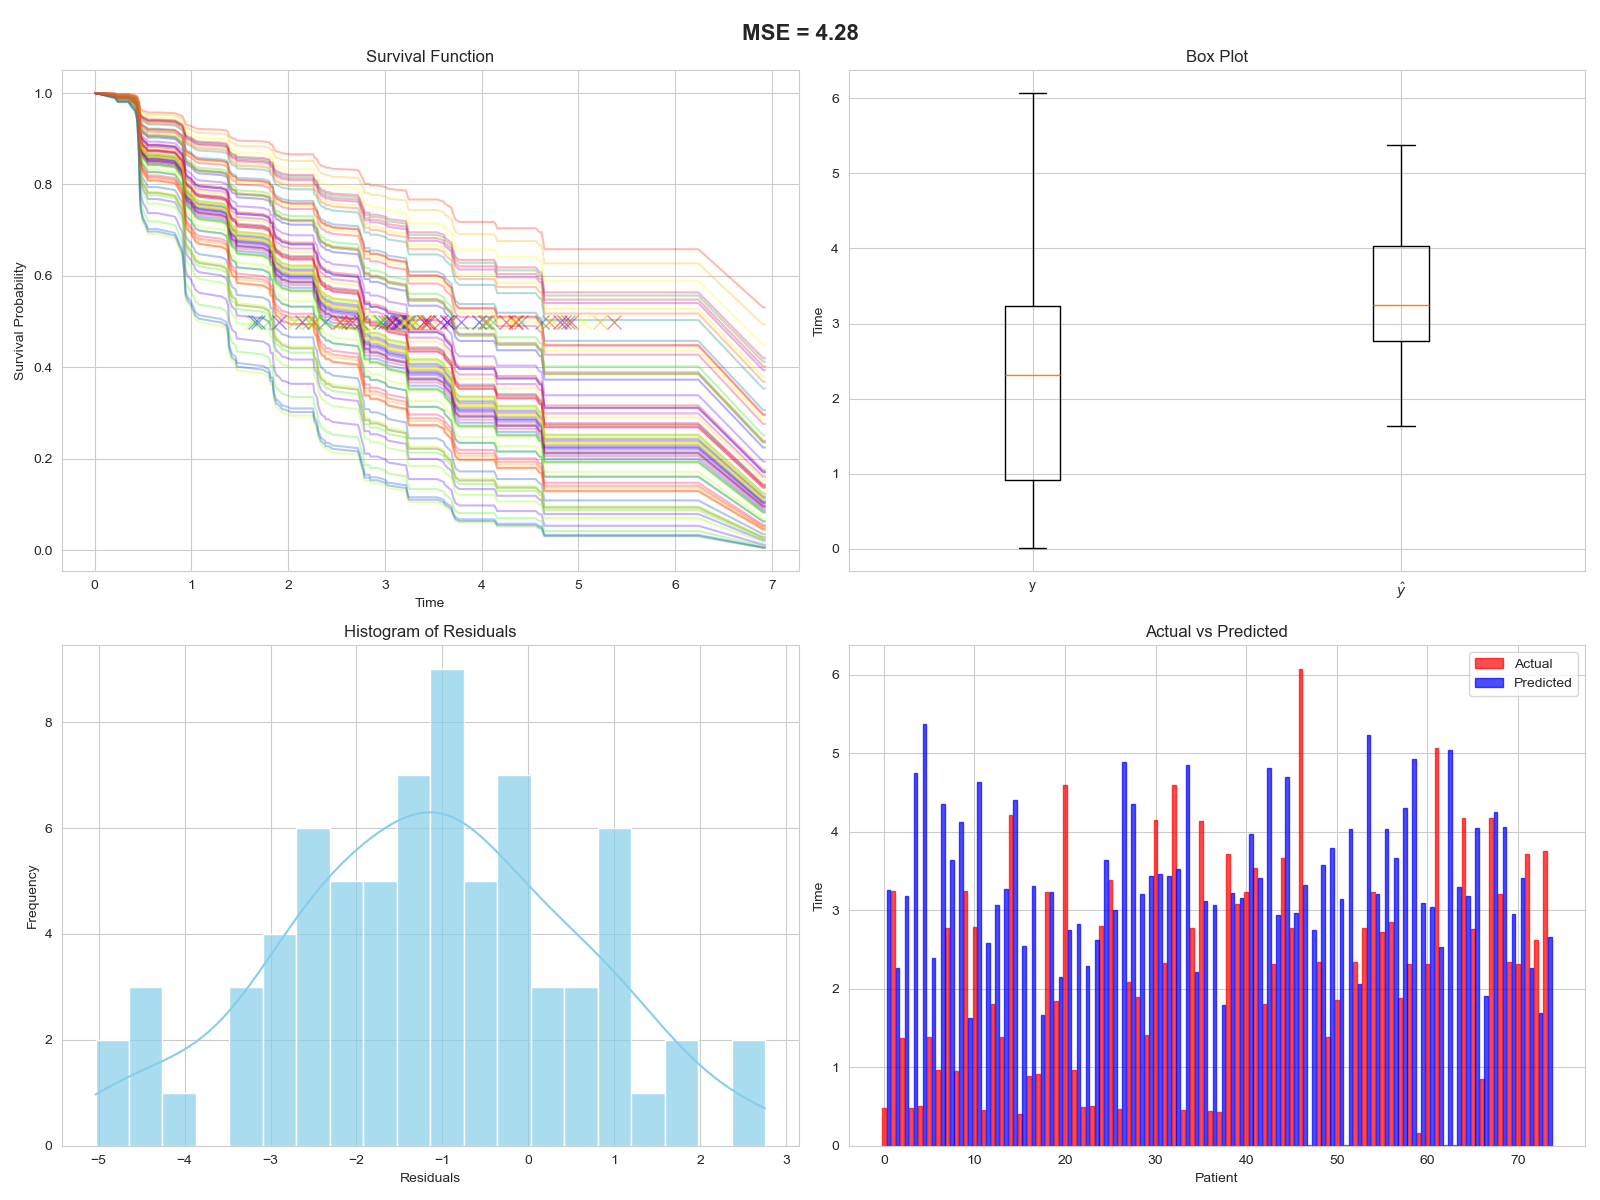 MSE = 4.28
Survival Function
Survival Probability
1.0
0.8
0.6
0.4
0.2
0.0
0 1 2 3 4 5 6 7
Time
Box Plot
Time
6
5
4
3
2
1
0
y ŷ
Histogram of Residuals
Frequency
8
6
4
2
0
−5 −4 −3 −2 −1 0 1 2 3
Residuals
Actual vs Predicted
Actual
Predicted
Time
6
5
4
3
2
1
0
0 10 20 30 40 50 60 70
Patient